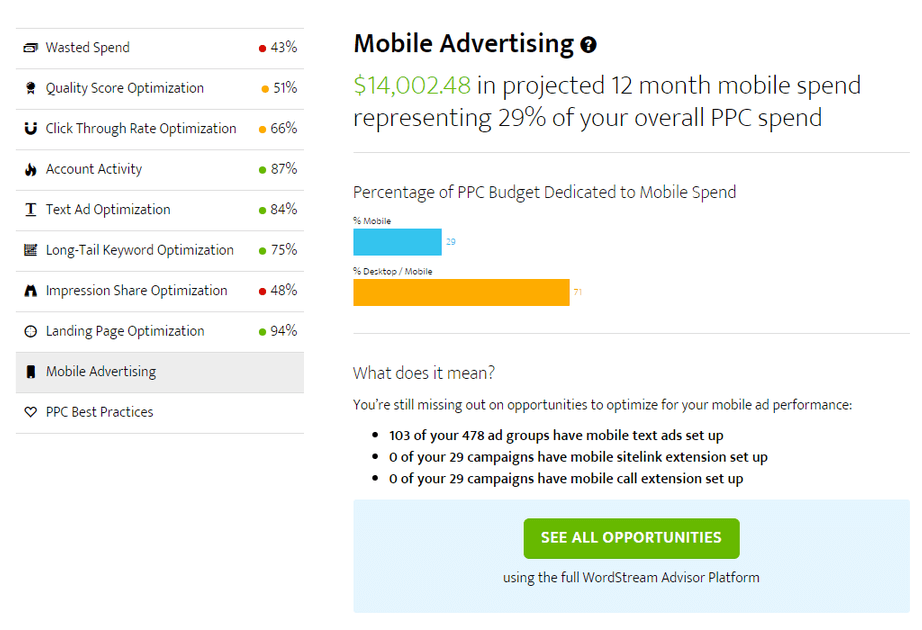 Wasted Spend 43%
Quality Score Optimization 51%
Click Through Rate Optimization 66%
Account Activity 87%
Text Ad Optimization 84%
Long-Tail Keyword Optimization 75%
Impression Share Optimization 48%
Landing Page Optimization 94%
Mobile Advertising
PPC Best Practices
Mobile Advertising ?
$14,002.48 in projected 12 month mobile spend
representing 29% of your overall PPC spend
Percentage of PPC Budget Dedicated to Mobile Spend
% Mobile
29
% Desktop / Mobile
71
What does it mean?
You're still missing out on opportunities to optimize for your mobile ad performance:
• 103 of your 478 ad groups have mobile text ads set up
• 0 of your 29 campaigns have mobile sitelink extension set up
• 0 of your 29 campaigns have mobile call extension set up
SEE ALL OPPORTUNITIES
using the full WordStream Advisor Platform